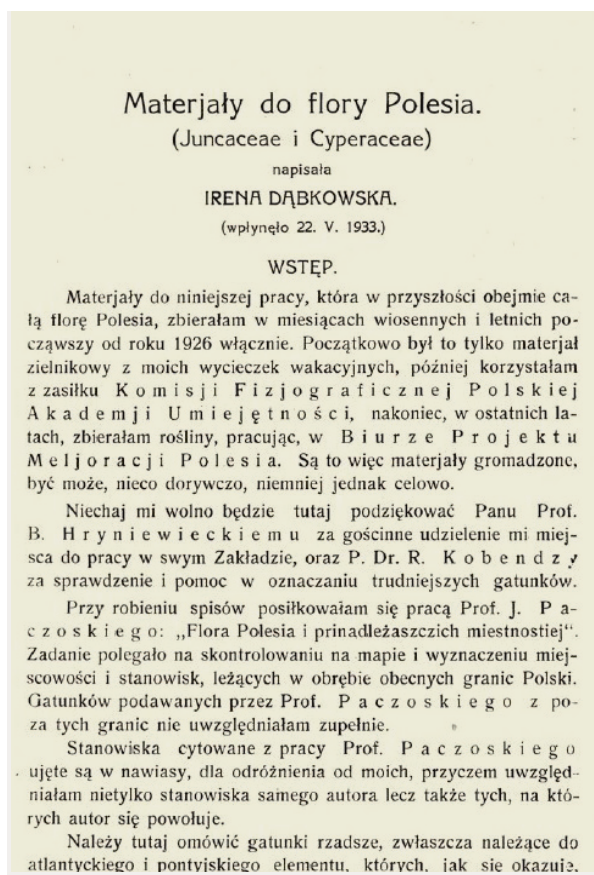 Materjały do flory Polesia.
(Juncaceae i Cyperaceae)
napisała
IRENA DĄBKOWSKA.
(wpłynęło 22. V. 1933.)
WSTĘP.
Materjały do niniejszej pracy, która w przyszłości obejmie ca-
łą florę Polesia, zbierałam w miesiącach wiosennych i letnich po-
cząwszy od roku 1926 włącznie. Początkowo był to tylko materjał
zielnikowy z moich wycieczek wakacyjnych, później korzystałam
z zasiłku Komisji Fizjograficznej Polskiej
Akademji Umiejętności, nakoniec, w ostatnich la-
tach, zbierałam rośliny, pracując, w Biurze Projektu
Meljoracji Polesia. Są to więc materjały gromadzone,
być może, nieco dorywczo, niemniej jednak celowo.
Niechaj mi wolno będzie tutaj podziękować Panu Prof.
B. Hryniewieckiemu za gościnne udzielenie mi miej-
sca do pracy w swym Zakładzie, oraz P. Dr. R. Kobendzy
za sprawdzenie i pomoc w oznaczaniu trudniejszych gatunków.
Przy robieniu spisów posiłkowałam się pracą Prof. J. Pa-
czoskiego: „Flora Polesia i prinadleżaszczich miestnostiej“.
Zadanie polegało na skontrolowaniu na mapie i wyznaczeniu miej-
scowości i stanowisk, leżących w obrębie obecnych granic Polski.
Gatunków podawanych przez Prof. Paczoskiego z po-
za tych granic nie uwzględniałam zupełnie.
Stanowiska cytowane z pracy Prof. Paczoskiego
ujęte są w nawiasy, dla odróżnienia od moich, przyczem uwzględ-
niałam nietylko stanowiska samego autora lecz także tych, na któ-
rych autor się powołuje.
Należy tutaj omówić gatunki rzadsze, zwłaszcza należące do
atlantyckiego i pontyjskiego elementu, których, jak się okazuje,